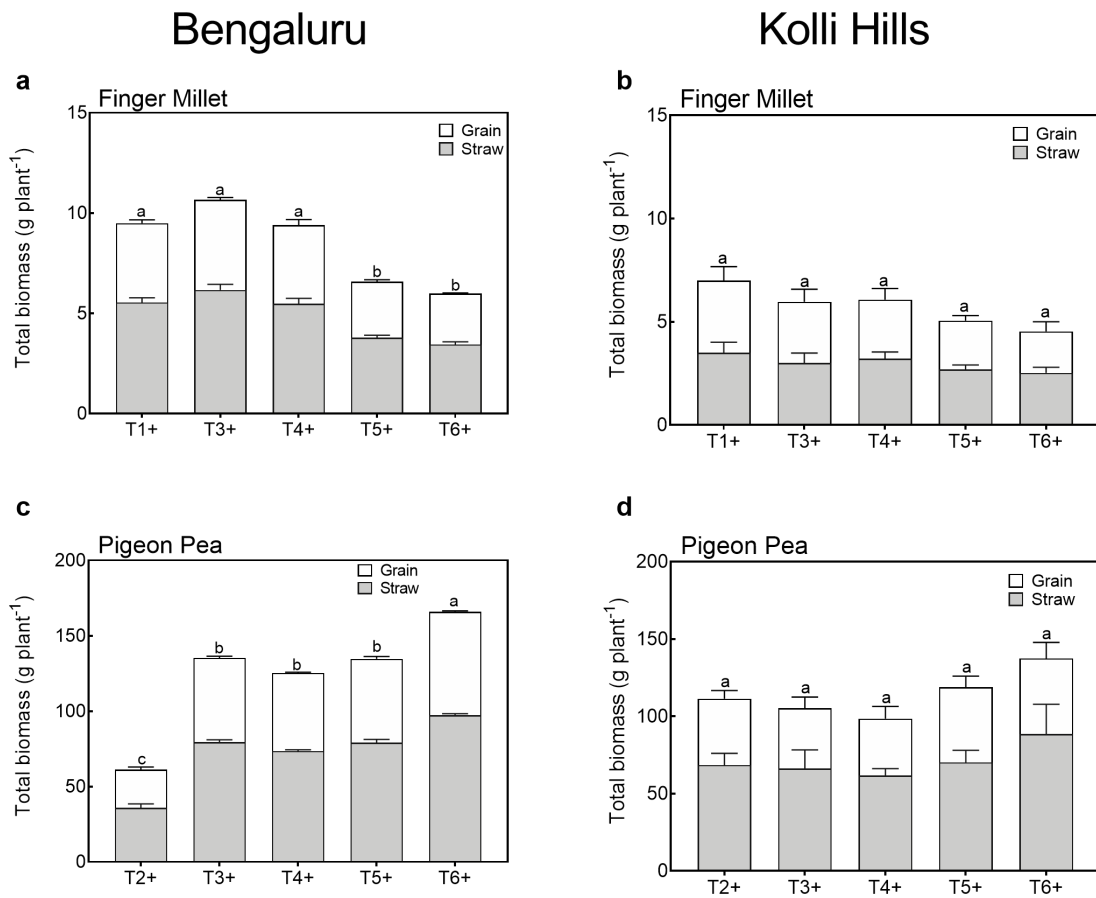 Bengaluru
Kolli Hills
a
Finger Millet
15
10
5
0
Total biomass (g plant⁻¹)
Grain
Straw
a
a
a
b
b
T1+ T3+ T4+ T5+ T6+
b
Finger Millet
15
10
5
0
Total biomass (g plant⁻¹)
Grain
Straw
a
a
a
a
a
T1+ T3+ T4+ T5+ T6+
c
Pigeon Pea
200
150
100
50
0
Total biomass (g plant⁻¹)
Grain
Straw
c
b
b
b
a
T2+ T3+ T4+ T5+ T6+
d
Pigeon Pea
200
150
100
50
0
Total biomass (g plant⁻¹)
Grain
Straw
a
a
a
a
a
T2+ T3+ T4+ T5+ T6+